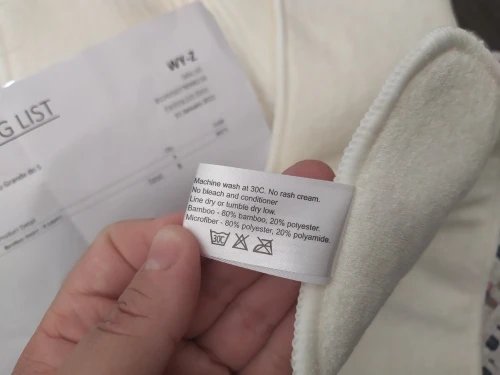 WY-Z
G LIST
Machine wash at 30C. No rash cream.
No bleach and conditioner
Line dry or tumble dry low.
Bamboo - 80% bamboo, 20% polyester.
Microfiber - 80% polyester, 20% polyamide.
30C